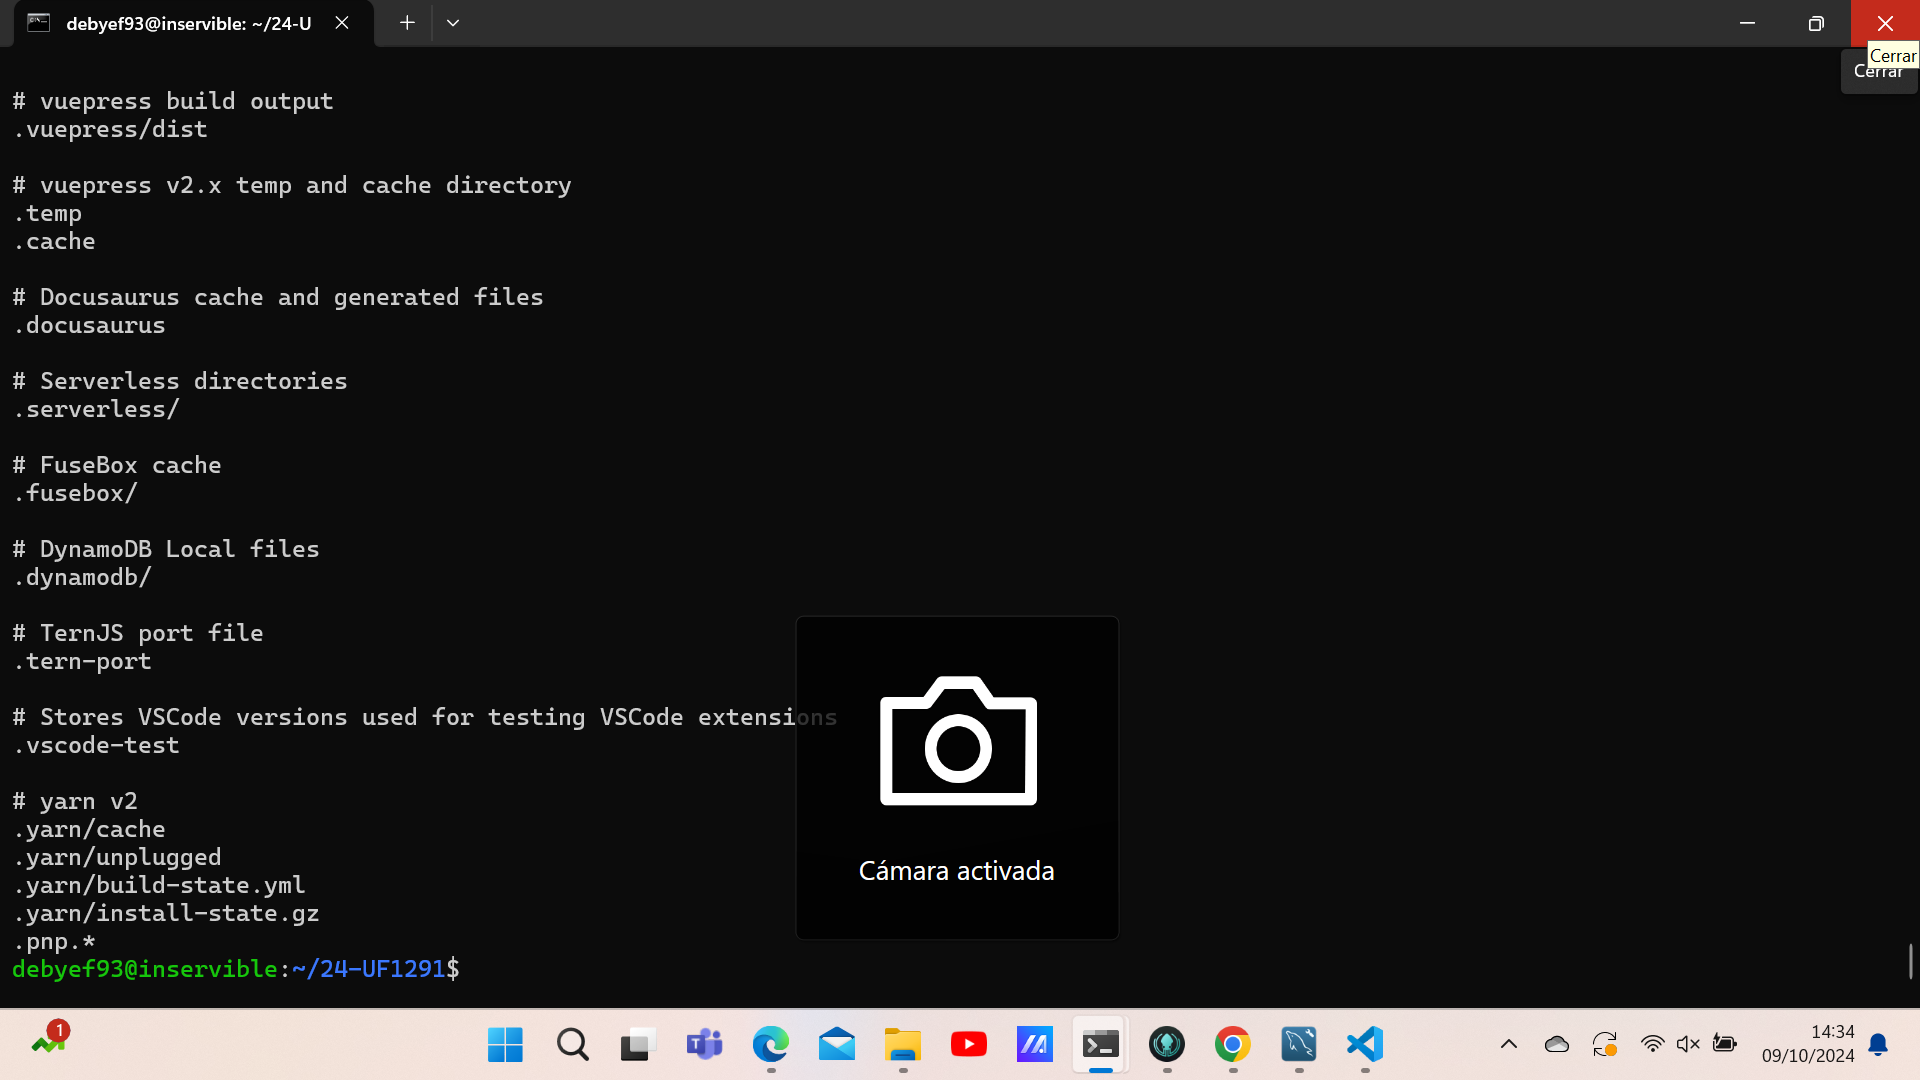 debyef93@inservible: ~/24-U
Cerrar
Cerrar
# vuepress build output
.vuepress/dist
# vuepress v2.x temp and cache directory
.temp
.cache
# Docusaurus cache and generated files
.docusaurus
# Serverless directories
.serverless/
# FuseBox cache
.fusebox/
# DynamoDB Local files
.dynamodb/
# TernJS port file
.tern-port
# Stores VSCode versions used for testing VSCode extensions
.vscode-test
# yarn v2
.yarn/cache
.yarn/unplugged
.yarn/build-state.yml
.yarn/install-state.gz
.pnp.*
debyef93@inservible:~/24-UF1291$
Cámara activada
1
14:34
09/10/2024